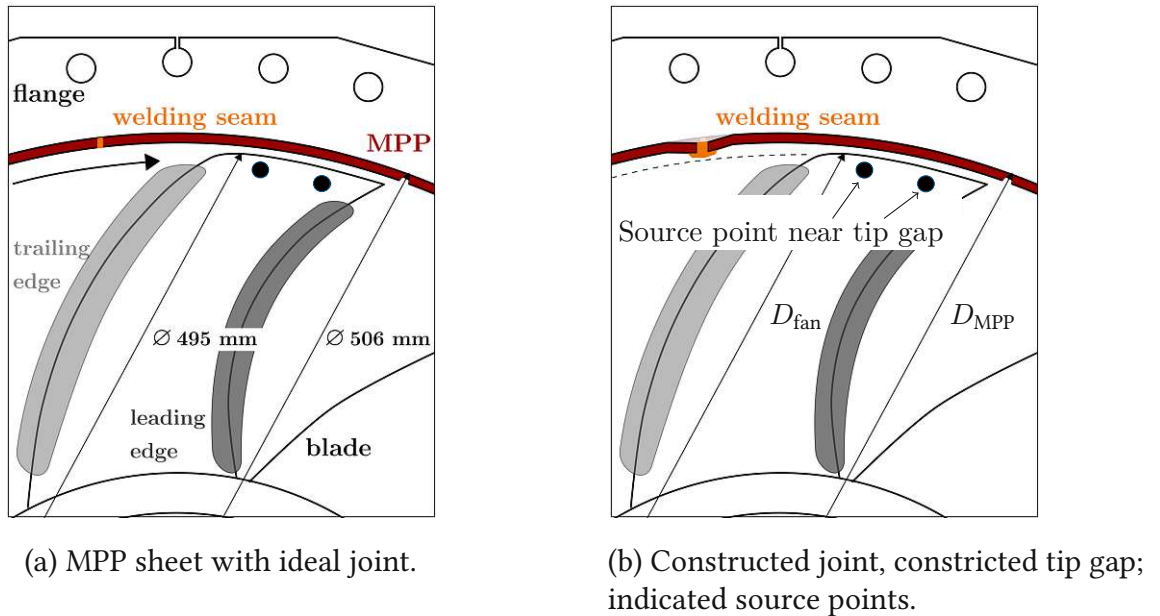 flange
welding seam
MPP
trailing
edge
∅ 495 mm
∅ 506 mm
leading
edge
blade
(a) MPP sheet with ideal joint.
welding seam
Source point near tip gap
D_fan
D_MPP
(b) Constructed joint, constricted tip gap;
indicated source points.